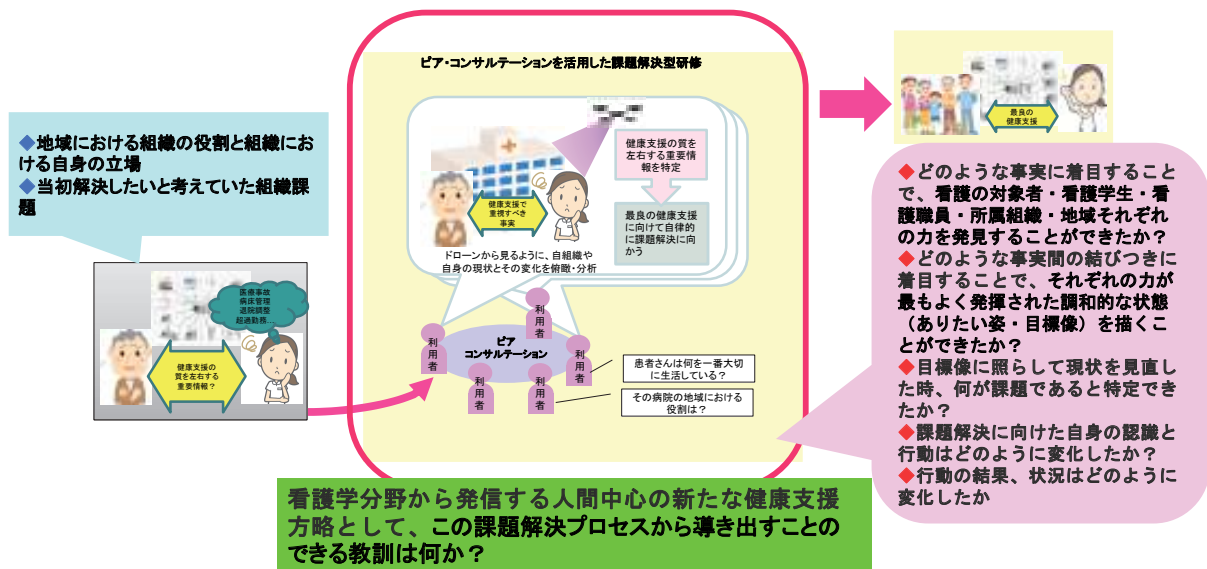 ピア・コンサルテーションを活用した課題解決型研修
◆地域における組織の役割と組織にお
ける自身の立場
◆当初解決したいと考えていた組織課
題
医療事故
病床管理
退院調整
超過勤務…
健康支援の
質を左右する
重要情報？
健康支援で
重視すべき
事実
健康支援の質を
左右する重要情
報を特定
最良の健康支援
に向けて自律的
に課題解決に向
かう
ドローンから見るように、自組織や
自身の現状とその変化を俯瞰・分析
ピア
コンサルテーション
利用者
利用者
利用者
利用者
利用者
患者さんは何を一番大切
に生活している？
その病院の地域における
役割は？
最良の
健康支援
◆どのような事実に着目すること
で、看護の対象者・看護学生・看
護職員・所属組織・地域それぞれ
の力を発見することができたか？
◆どのような事実間の結びつきに
着目することで、それぞれの力が
最もよく発揮された調和的な状態
（ありたい姿・目標像）を描くこ
とができたか？
◆目標像に照らして現状を見直し
た時、何が課題であると特定でき
たか？
◆課題解決に向けた自身の認識と
行動はどのように変化したか？
◆行動の結果、状況はどのように
変化したか
看護学分野から発信する人間中心の新たな健康支援
方略として、この課題解決プロセスから導き出すことの
できる教訓は何か？